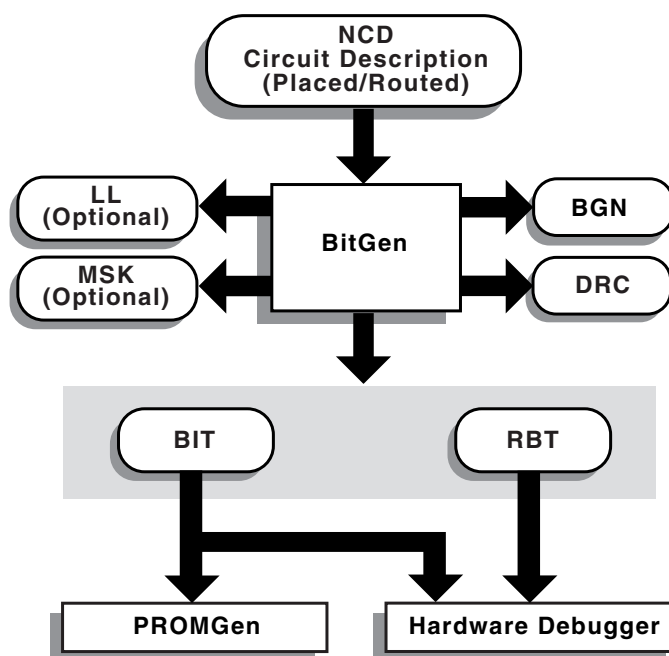 NCD
Circuit Description
(Placed/Routed)
LL
(Optional)
BitGen
BGN
MSK
(Optional)
DRC
BIT
RBT
PROMGen
Hardware Debugger